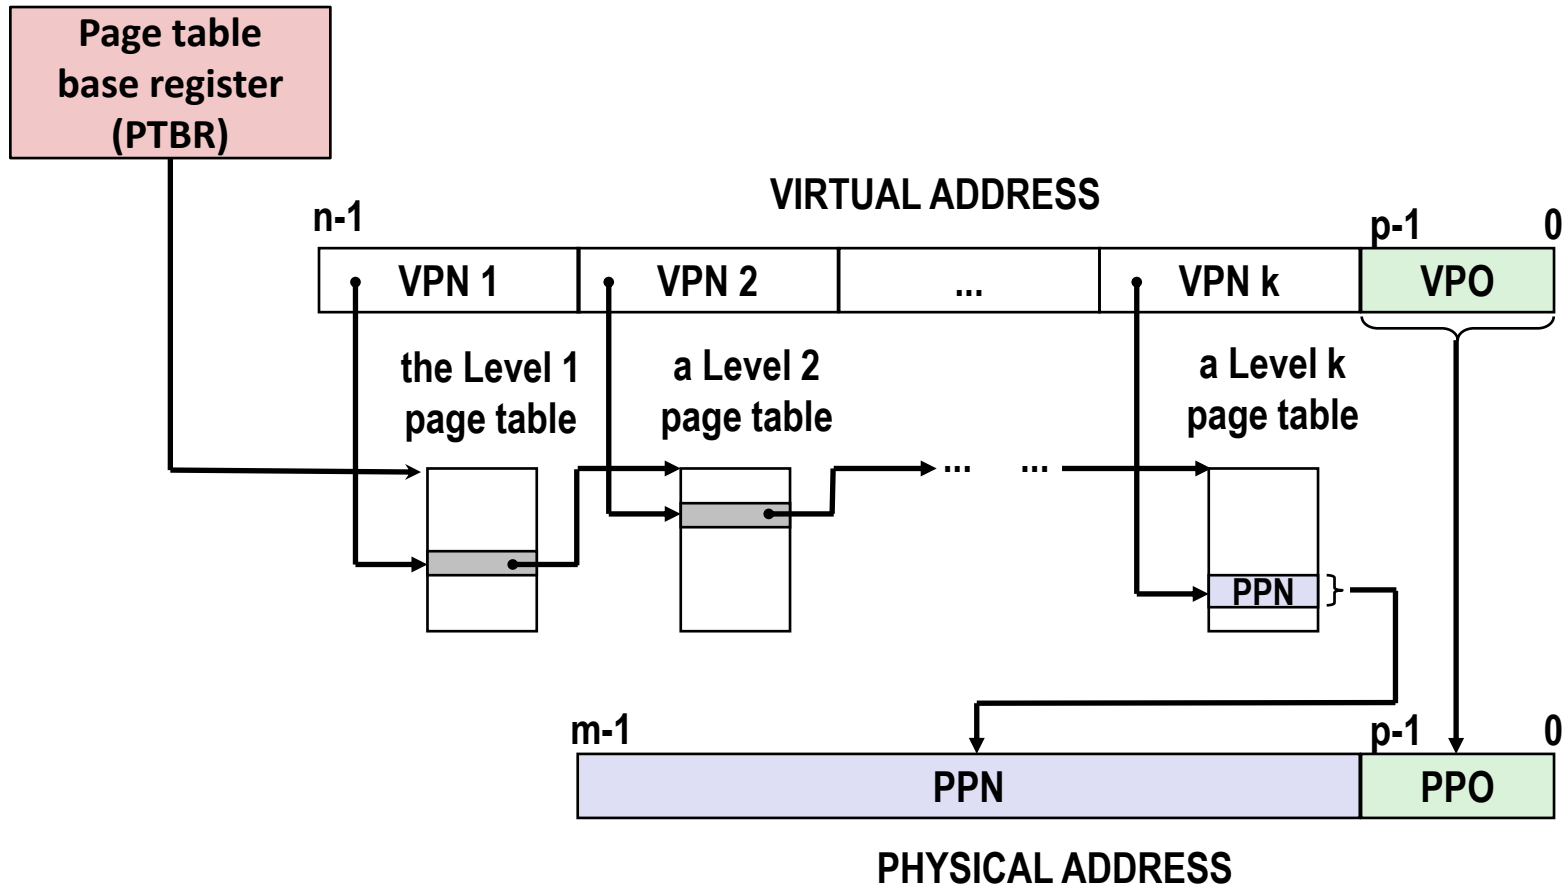 Page table
base register
(PTBR)
VIRTUAL ADDRESS
n-1
p-1
0
VPN 1
VPN 2
...
VPN k
VPO
the Level 1
page table
a Level 2
page table
a Level k
page table
...
...
PPN
m-1
p-1
0
PPN
PPO
PHYSICAL ADDRESS